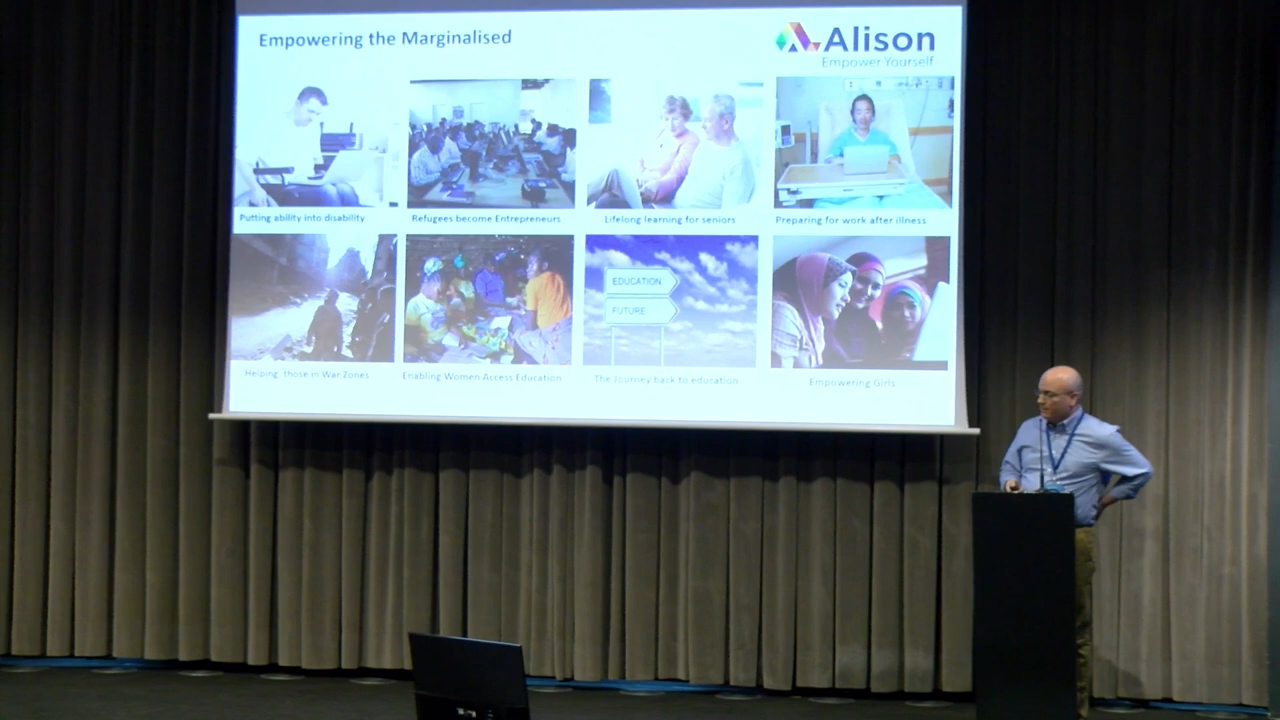 Empowering the Marginalised
Alison
Empower Yourself
Putting ability into disability
Refugees become Entrepreneurs
Lifelong learning for seniors
Preparing for work after illness
EDUCATION
FUTURE
Helping those in War Zones
Enabling Women Access Education
The Journey back to education
Empowering Girls